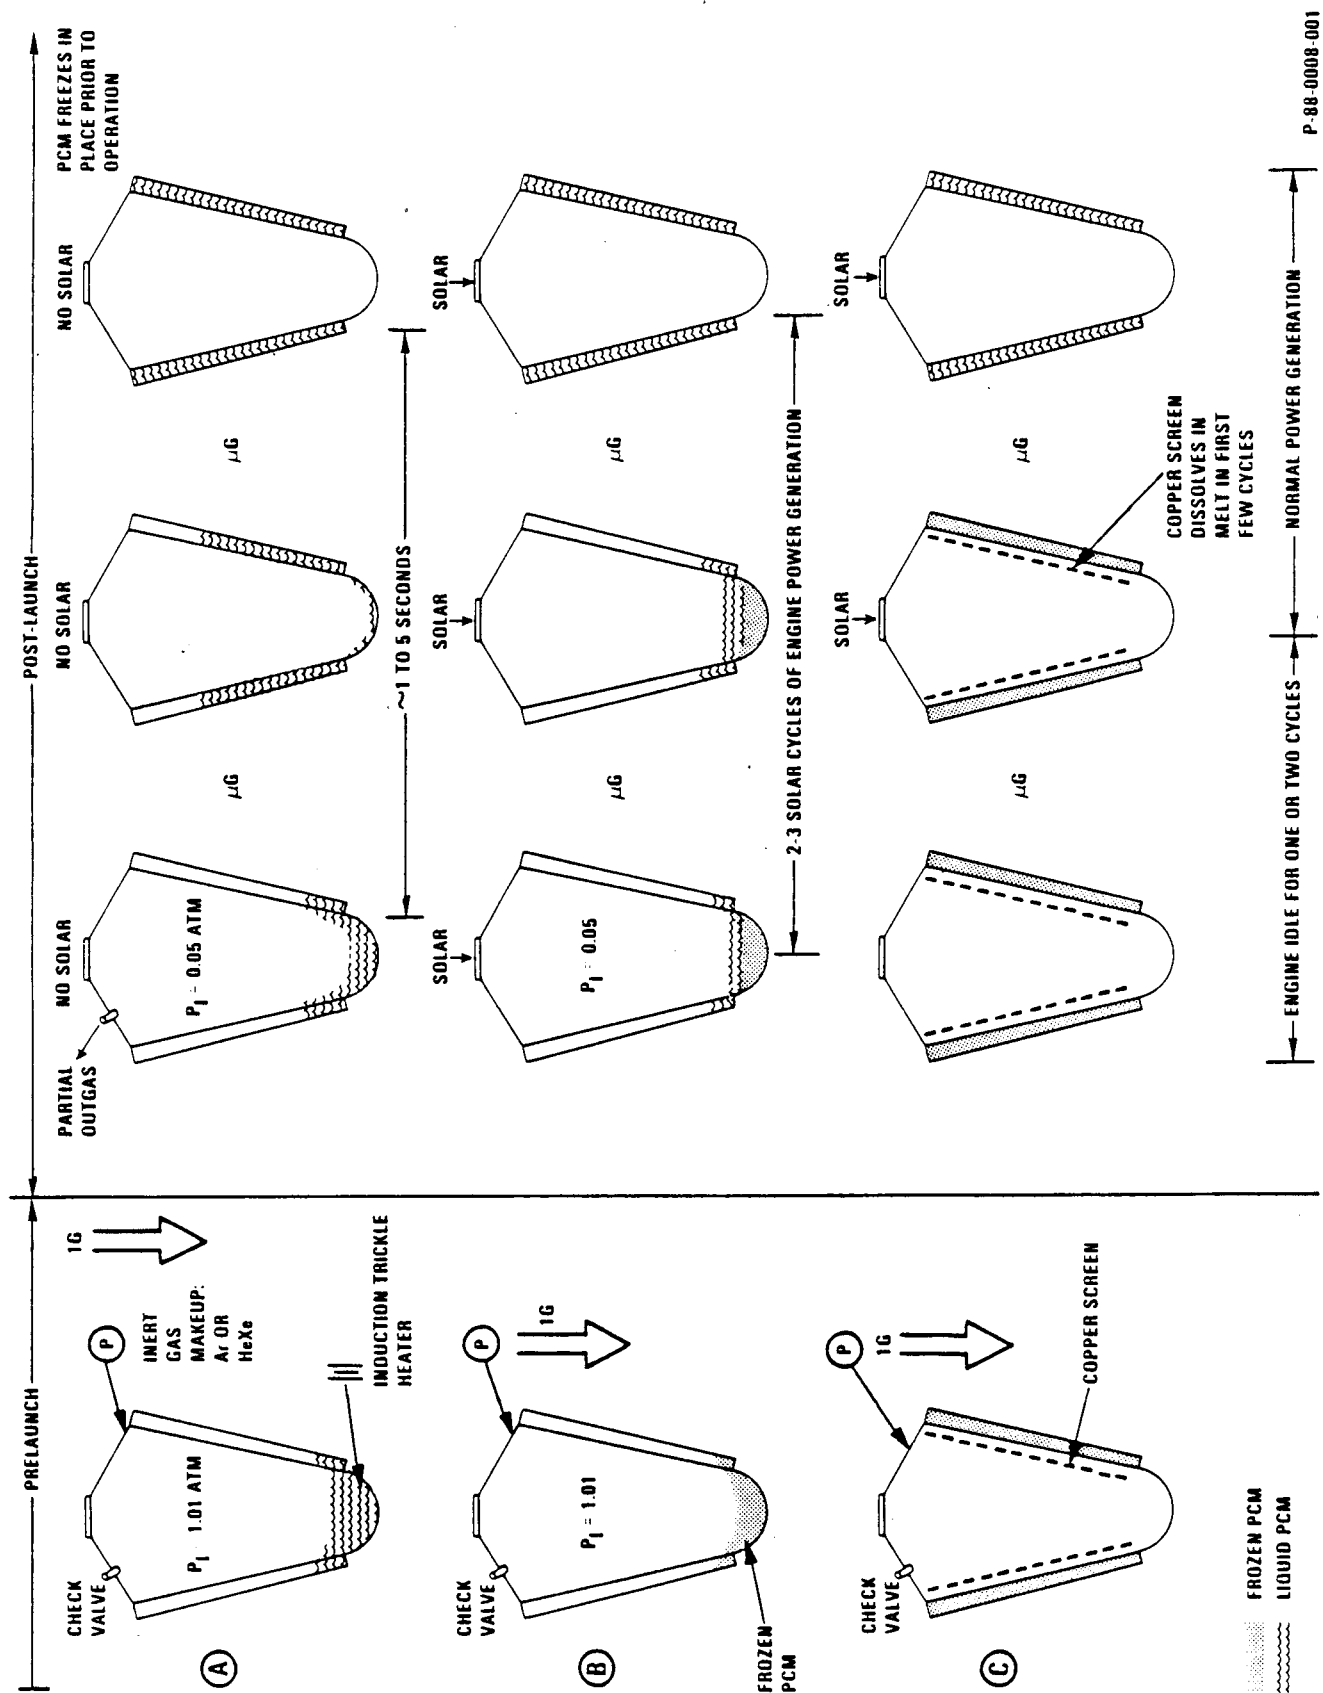 PRELAUNCH
POST-LAUNCH
A
CHECK
VALVE
P
1G
INERT
GAS
MAKEUP:
Ar OR
HeXe
PI = 1.01 ATM
INDUCTION TRICKLE
HEATER
PARTIAL
OUTGAS
NO SOLAR
PI = 0.05 ATM
μG
NO SOLAR
μG
NO SOLAR
PCM FREEZES IN
PLACE PRIOR TO
OPERATION
~1 TO 5 SECONDS
B
CHECK
VALVE
P
1G
PI = 1.01
FROZEN
PCM
SOLAR
PI = 0.05
μG
SOLAR
μG
SOLAR
2-3 SOLAR CYCLES OF ENGINE POWER GENERATION
C
CHECK
VALVE
P
1G
COPPER SCREEN
μG
SOLAR
μG
SOLAR
COPPER SCREEN
DISSOLVES IN
MELT IN FIRST
FEW CYCLES
FROZEN PCM
LIQUID PCM
ENGINE IDLE FOR ONE OR TWO CYCLES
NORMAL POWER GENERATION
P-88-0008-001